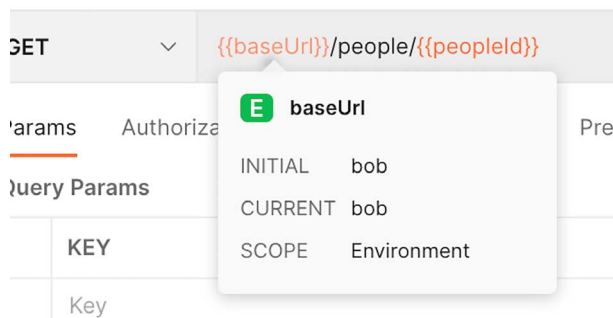 GET {{baseUrl}}/people/{{peopleId}}
E baseUrl
Params Authoriza Pre
INITIAL bob
Query Params
CURRENT bob
KEY SCOPE Environment
Key